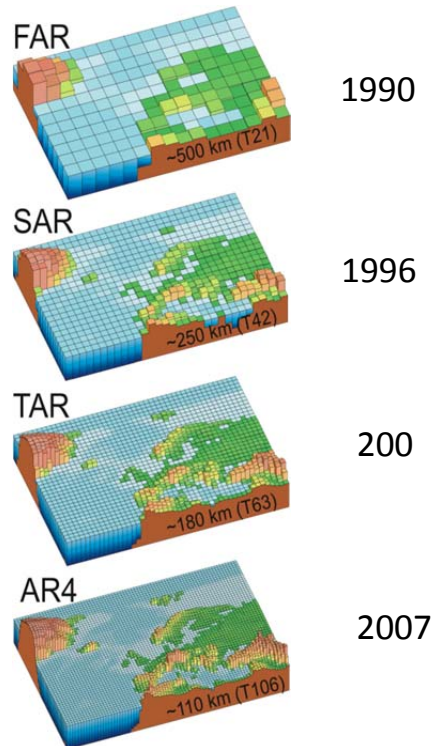 FAR
1990
~500 km (T21)
SAR
1996
~250 km (T42)
TAR
200
~180 km (T63)
AR4
2007
~110 km (T106)